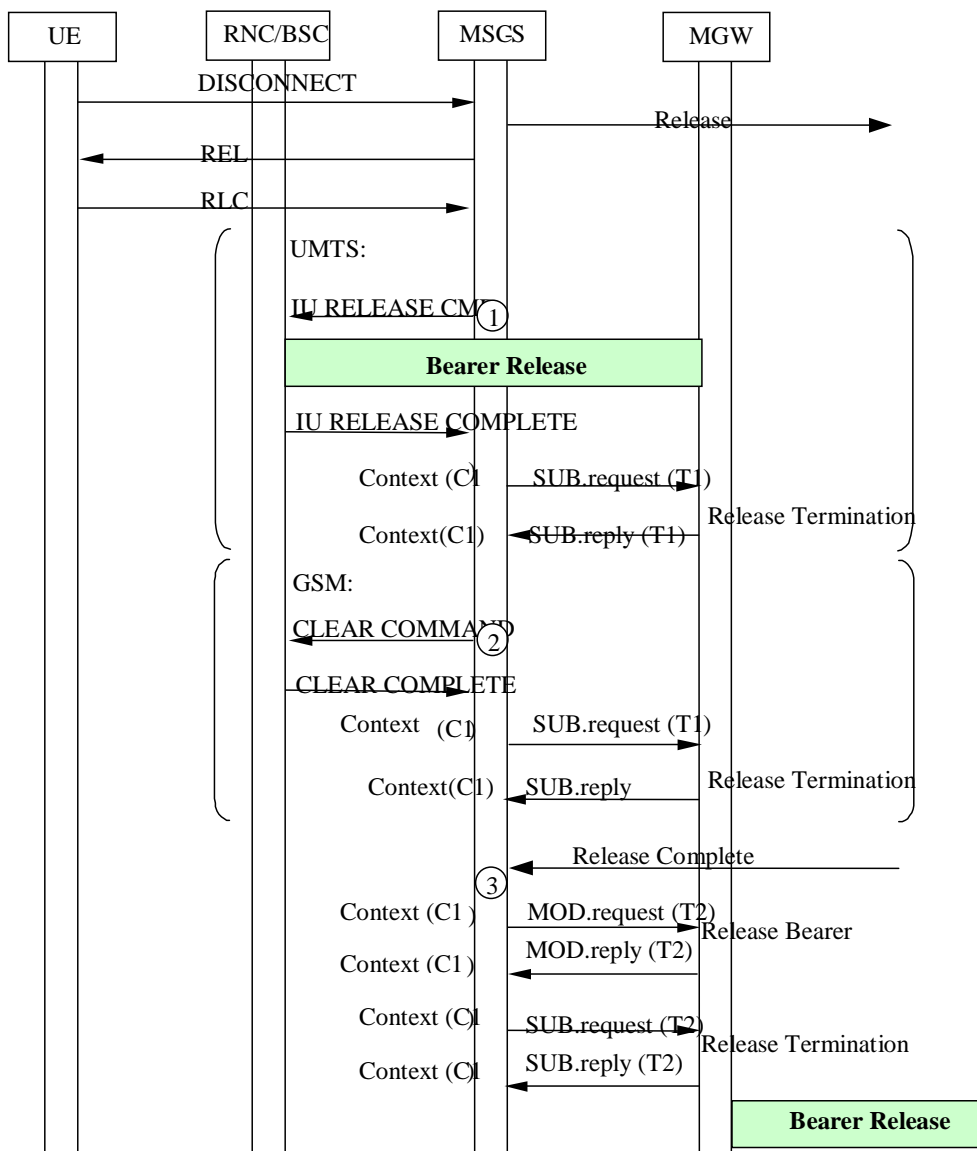 UE
RNC/BSC
MSC-S
MGW
DISCONNECT
Release
REL
RLC
UMTS:
IU RELEASE CMD
1
Bearer Release
IU RELEASE COMPLETE
Context (C1)
SUB.request (T1)
Context(C1)
SUB.reply (T1)
Release Termination
GSM:
CLEAR COMMAND
2
CLEAR COMPLETE
Context (C1)
SUB.request (T1)
Context(C1)
SUB.reply
Release Termination
Release Complete
3
Context (C1)
MOD.request (T2)
Release Bearer
Context (C1)
MOD.reply (T2)
Context (C1)
SUB.request (T2)
Release Termination
Context (C1
SUB.reply (T2)
Bearer Release